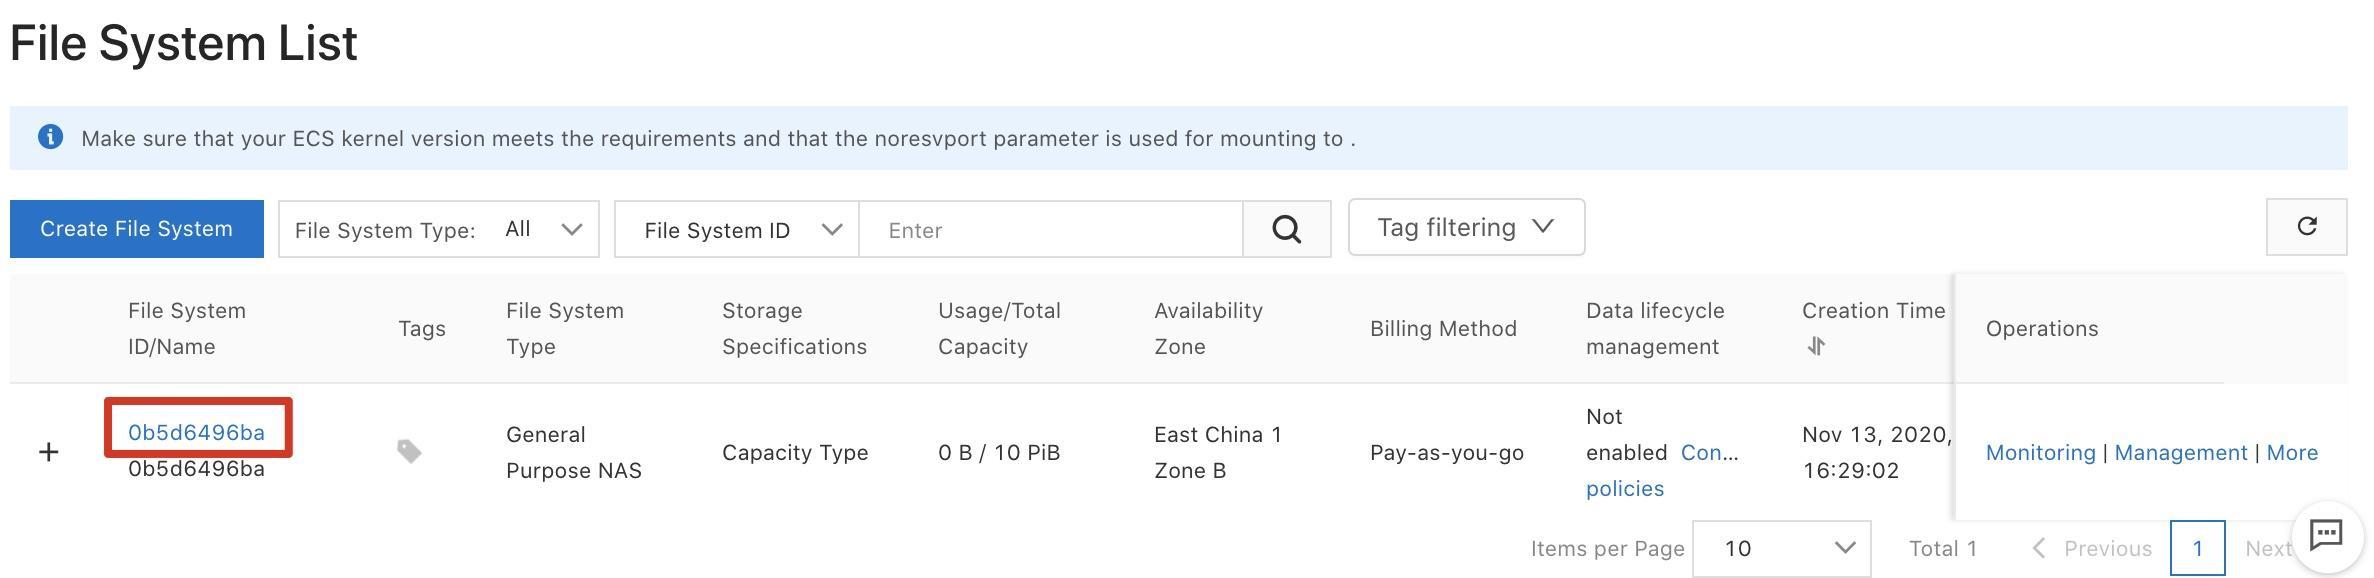 File System List
Make sure that your ECS kernel version meets the requirements and that the noresvport parameter is used for mounting to .
Create File System
File System Type: All
File System ID
Enter
Tag filtering
File System ID/Name
Tags
File System Type
Storage Specifications
Usage/Total Capacity
Availability Zone
Billing Method
Data lifecycle management
Creation Time
Operations
0b5d6496ba
0b5d6496ba
General Purpose NAS
Capacity Type
0 B / 10 PiB
East China 1 Zone B
Pay-as-you-go
Not enabled Con... policies
Nov 13, 2020, 16:29:02
Monitoring | Management | More
Items per Page 10 Total 1 Previous 1 Next